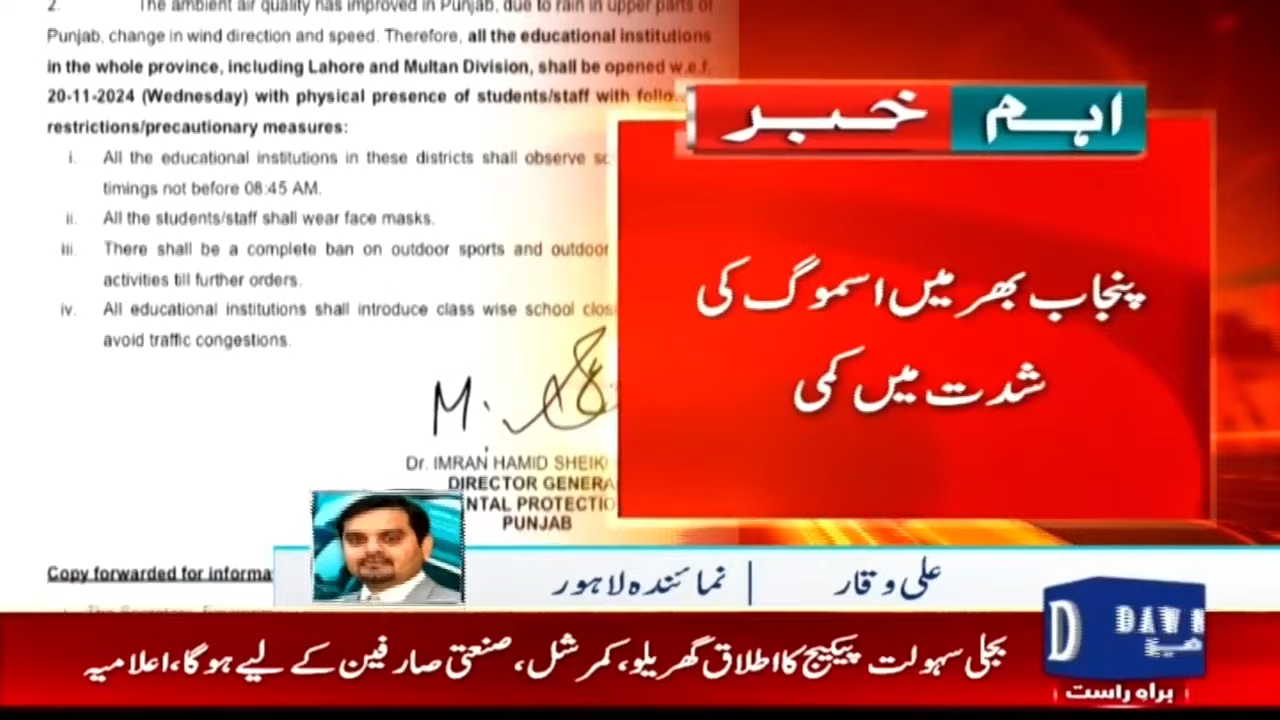 2. The ambient air quality has improved in Punjab, due to rain in upper parts of
Punjab, change in wind direction and speed. Therefore, all the educational institutions
in the whole province, including Lahore and Multan Division, shall be opened w.e.f.
20-11-2024 (Wednesday) with physical presence of students/staff with
restrictions/precautionary measures:
i. All the educational institutions in these districts shall observe
timings not before 08:45 AM.
ii. All the students/staff shall wear face masks.
iii. There shall be a complete ban on outdoor sports and outdoor
activities till further orders.
iv. All educational institutions shall introduce class wise school
avoid traffic congestions.
Dr. IMRAN HAMID SHEIK
DIRECTOR GENERA
NTAL PROTECTIO
PUNJAB
Copy forwarded for informa
اہم خبر
پنجاب بھر میں اسموگ کی
شدت میں کمی
علی وقار | نمائندہ لاہور
بجلی سہولت پیکیج کا اطلاق گھریلو، کمرشل، صنعتی صارفین کے لیے ہوگا، اعلامیہ
D DAWN
براہ راست